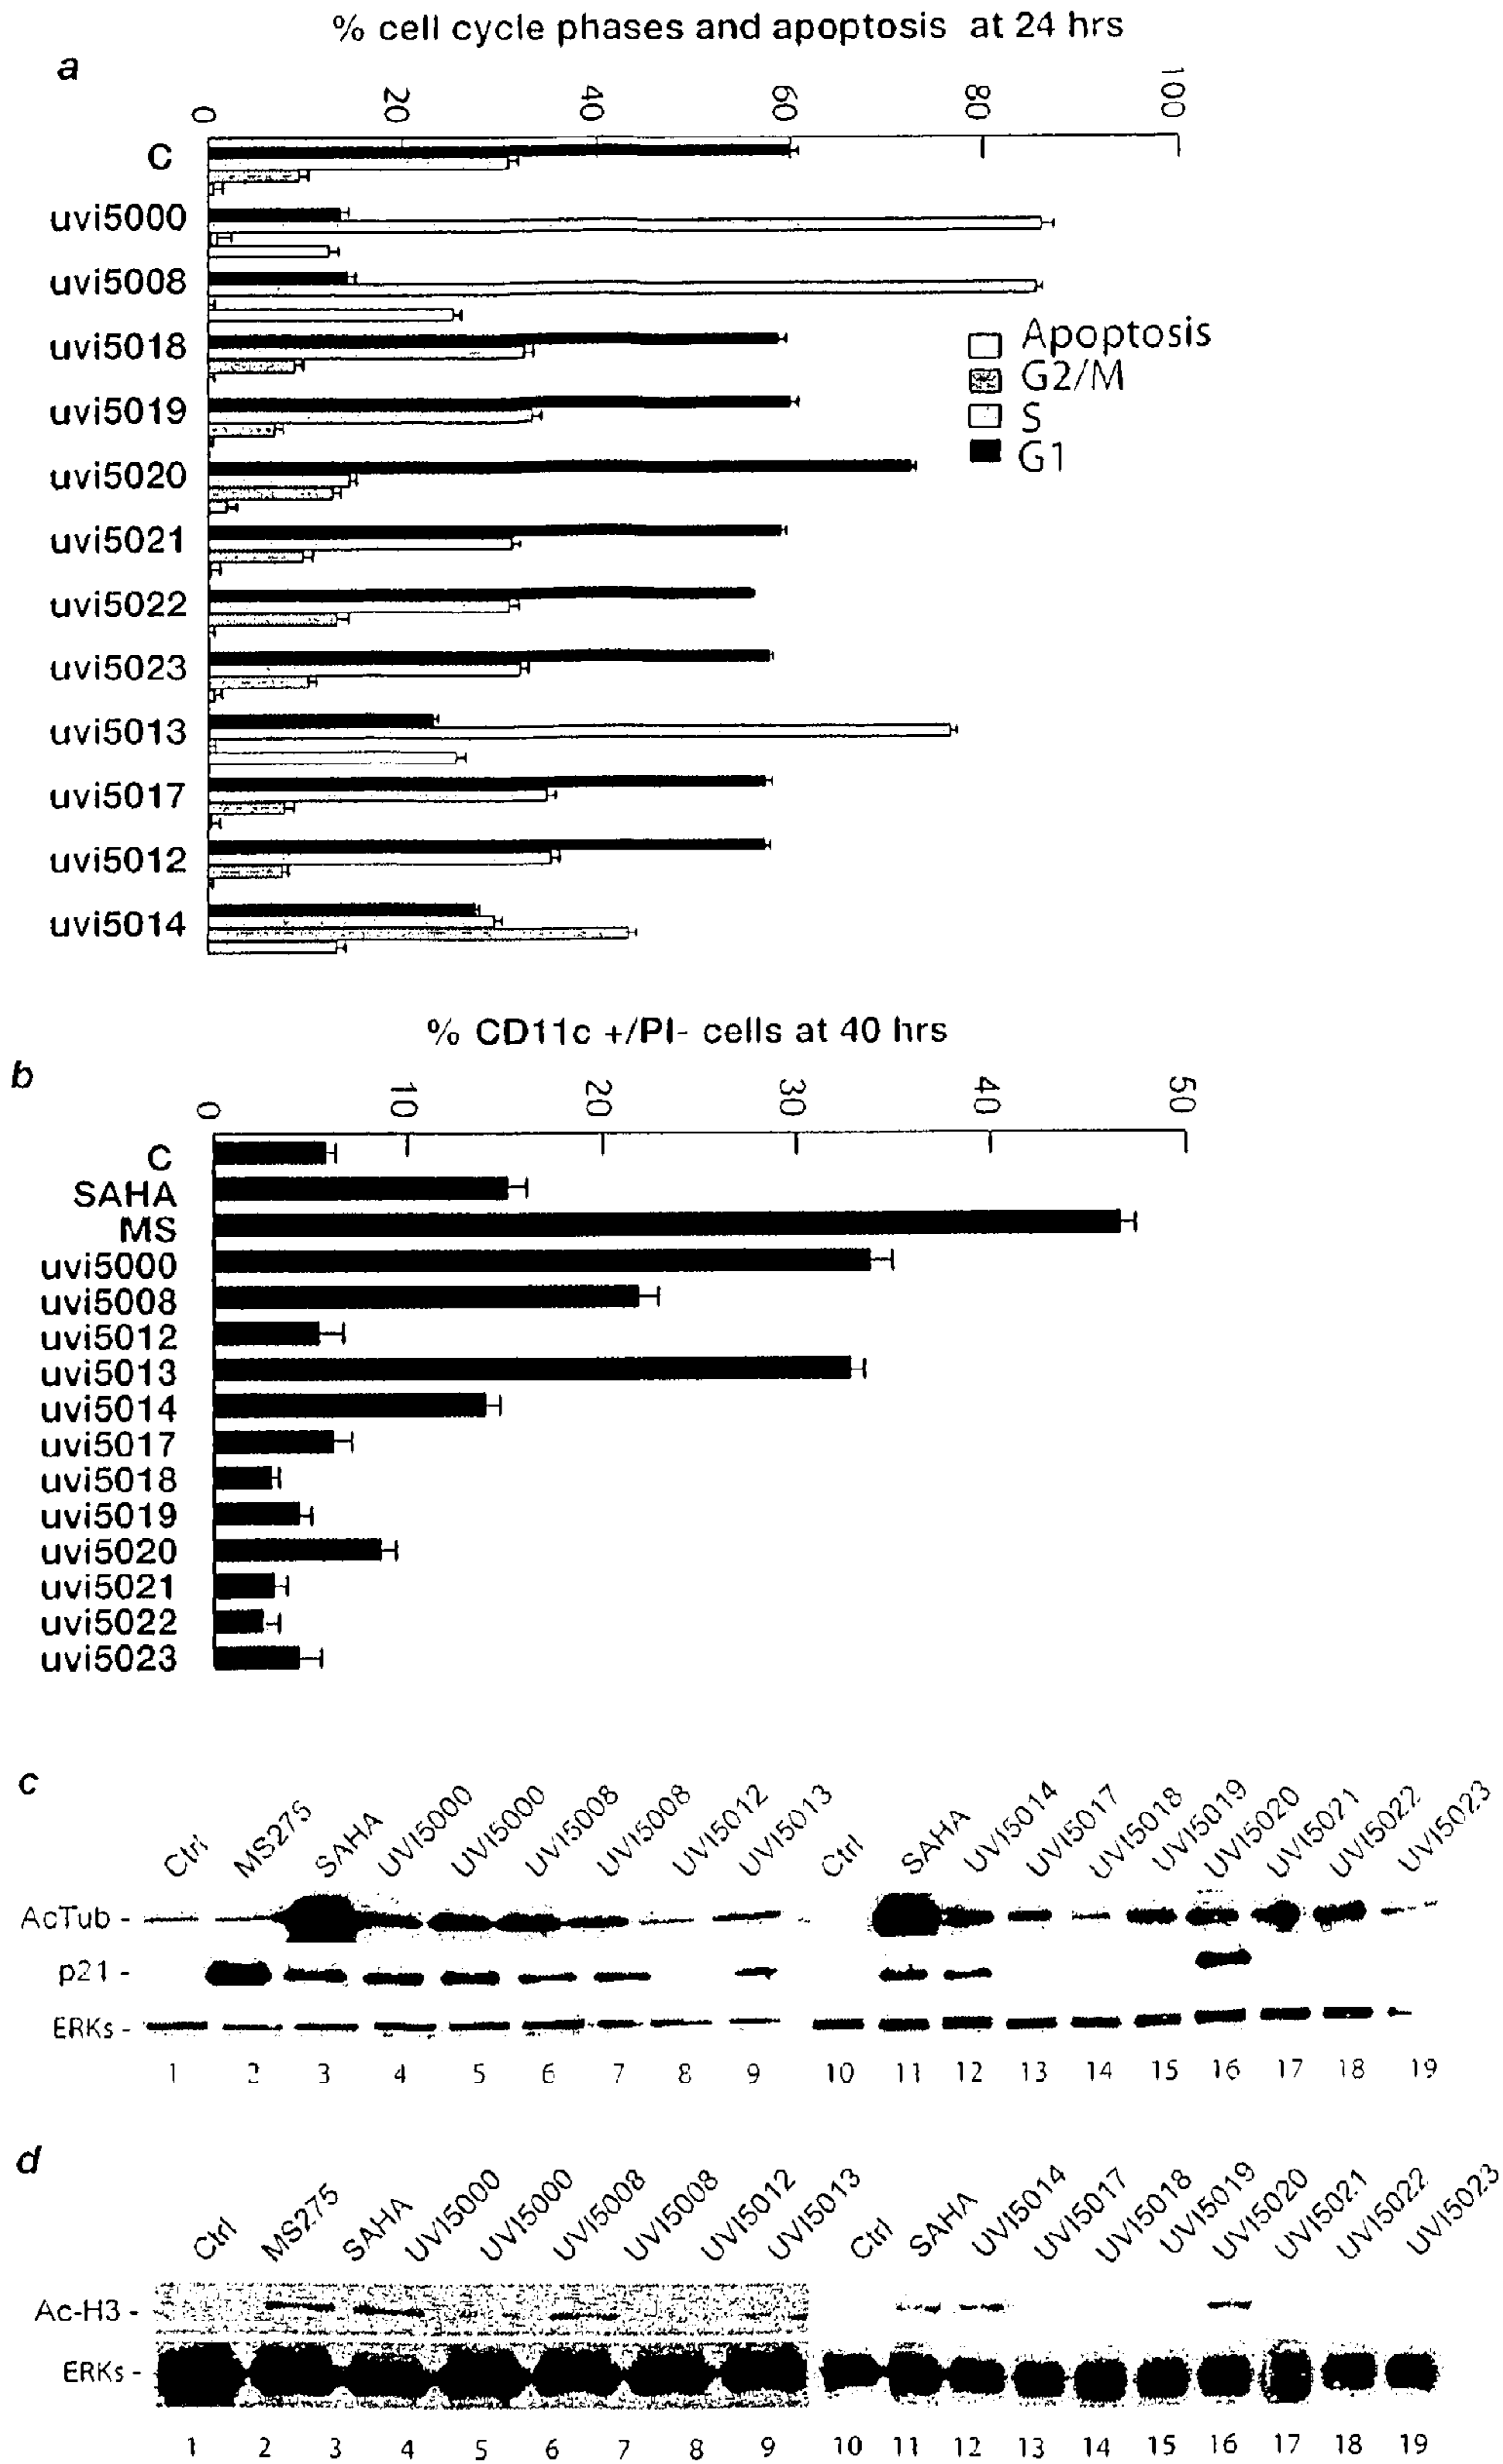 % cell cycle phases and apoptosis at 24 hrs
a
0 20 40 60 80 100
C
uvi5000
uvi5008
uvi5018
Apoptosis
G2/M
uvi5019
S
G1
uvi5020
uvi5021
uvi5022
uvi5023
uvi5013
uvi5017
uvi5012
uvi5014
% CD11c +/PI- cells at 40 hrs
b
0 10 20 30 40 50
C
SAHA
MS
uvi5000
uvi5008
uvi5012
uvi5013
uvi5014
uvi5017
uvi5018
uvi5019
uvi5020
uvi5021
uvi5022
uvi5023
c
Ctrl MS275 SAHA UVI5000 UVI5000 UVI5008 UVI5008 UVI5012 UVI5013 Ctrl SAHA UVI5014 UVI5017 UVI5018 UVI5019 UVI5020 UVI5021 UVI5022 UVI5023
AcTub -
p21 -
ERKs -
1 2 3 4 5 6 7 8 9 10 11 12 13 14 15 16 17 18 19
d
Ctrl MS275 SAHA UVI5000 UVI5000 UVI5008 UVI5008 UVI5012 UVI5013 Ctrl SAHA UVI5014 UVI5017 UVI5018 UVI5019 UVI5020 UVI5021 UVI5022 UVI5023
Ac-H3 -
ERKs -
1 2 3 4 5 6 7 8 9 10 11 12 13 14 15 16 17 18 19